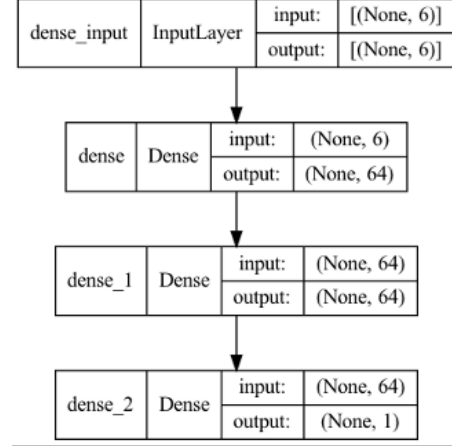 dense_input InputLayer input: [(None, 6)]
output: [(None, 6)]
dense Dense input: (None, 6)
output: (None, 64)
dense_1 Dense input: (None, 64)
output: (None, 64)
dense_2 Dense input: (None, 64)
output: (None, 1)